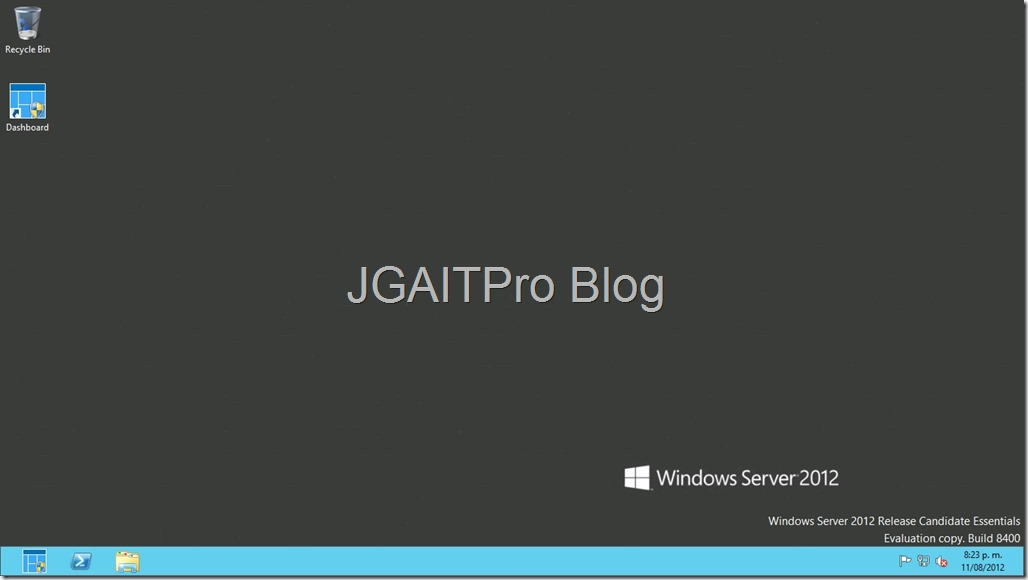 Recycle Bin
Dashboard
JGAITPro Blog
Windows Server 2012
Windows Server 2012 Release Candidate Essentials
Evaluation copy. Build 8400
8:23 p. m.
11/08/2012